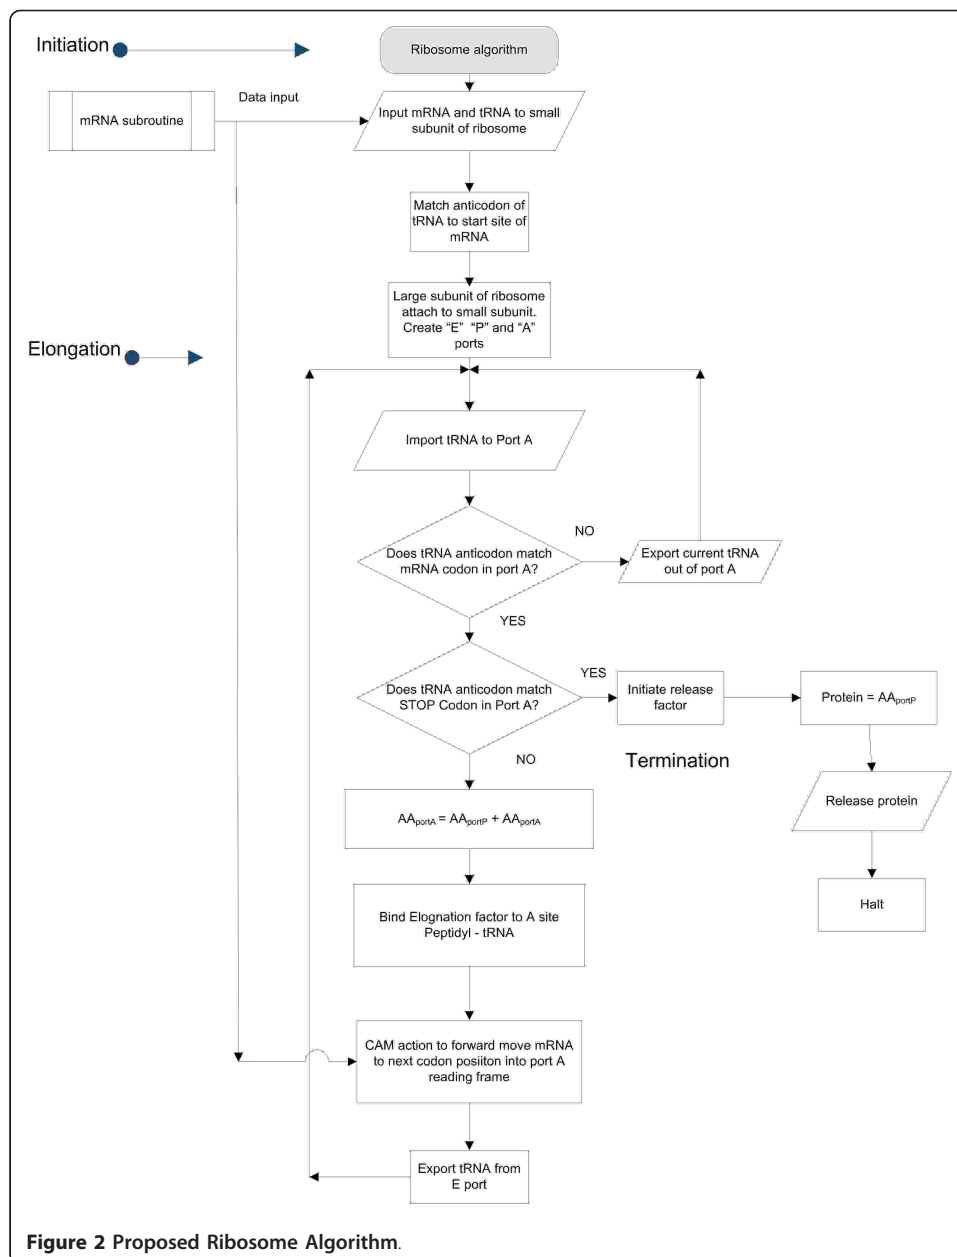 Initiation
Ribosome algorithm
Data input
mRNA subroutine
Input mRNA and tRNA to small
subunit of ribosome
Match anticodon of
tRNA to start site of
mRNA
Large subunit of ribosome
attach to small subunit.
Create “E” “P” and “A”
ports
Elongation
Import tRNA to Port A
NO
Does tRNA anticodon match
mRNA codon in port A?
Export current tRNA
out of port A
YES
Does tRNA anticodon match
STOP Codon in Port A?
YES
Initiate release
factor
Protein = AAportP
Termination
NO
Release protein
AAportA = AAportP + AAportA
Halt
Bind Elognation factor to A site
Peptidyl - tRNA
CAM action to forward move mRNA
to next codon posiiton into port A
reading frame
Export tRNA from
E port
Figure 2 Proposed Ribosome Algorithm.